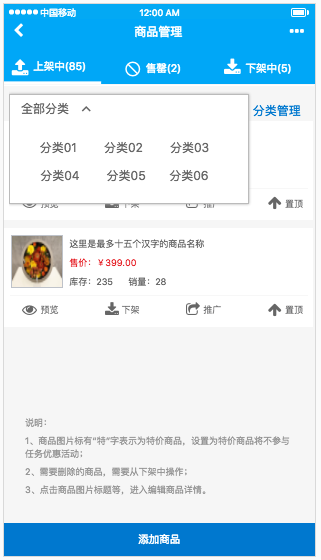 中国移动 12:00 AM
商品管理
上架中(85) 售罄(2) 下架中(5)
全部分类 分类管理
分类01 分类02 分类03
分类04 分类05 分类06
预览 下架 推广 置顶
这里是最多十五个汉字的商品名称
售价：￥399.00
库存：235 销量：28
预览 下架 推广 置顶
说明：
1、商品图片标有“特”字表示为特价商品，设置为特价商品将不参与
任务优惠活动；
2、需要删除的商品，需要从下架中操作；
3、点击商品图片标题等，进入编辑商品详情。
添加商品